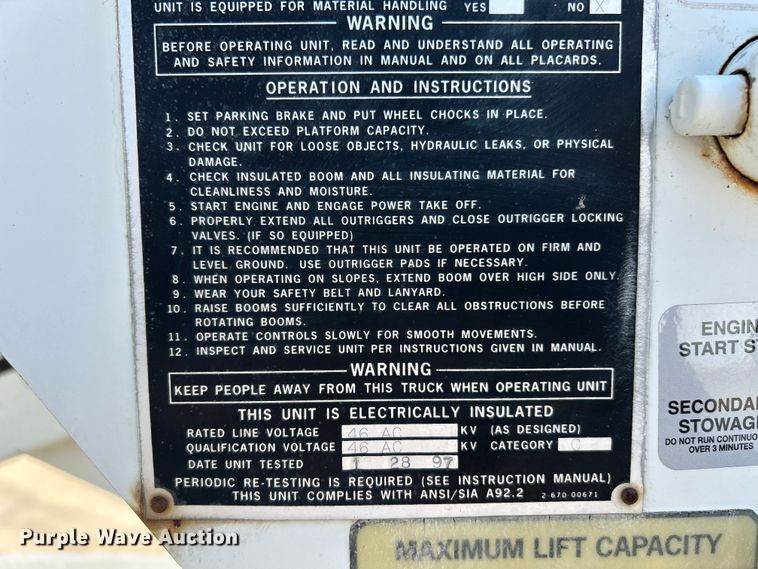 UNIT IS EQUIPPED FOR MATERIAL HANDLING YES NO X
WARNING
BEFORE OPERATING UNIT, READ AND UNDERSTAND ALL OPERATING
AND SAFETY INFORMATION IN MANUAL AND ON ALL PLACARDS.
OPERATION AND INSTRUCTIONS
1. SET PARKING BRAKE AND PUT WHEEL CHOCKS IN PLACE.
2. DO NOT EXCEED PLATFORM CAPACITY.
3. CHECK UNIT FOR LOOSE OBJECTS, HYDRAULIC LEAKS, OR PHYSICAL
DAMAGE.
4. CHECK INSULATED BOOM AND ALL INSULATING MATERIAL FOR
CLEANLINESS AND MOISTURE.
5. START ENGINE AND ENGAGE POWER TAKE OFF.
6. PROPERLY EXTEND ALL OUTRIGGERS AND CLOSE OUTRIGGER LOCKING
VALVES. (IF SO EQUIPPED)
7. IT IS RECOMMENDED THAT THIS UNIT BE OPERATED ON FIRM AND
LEVEL GROUND. USE OUTRIGGER PADS IF NECESSARY.
8. WHEN OPERATING ON SLOPES, EXTEND BOOM OVER HIGH SIDE ONLY.
9. WEAR YOUR SAFETY BELT AND LANYARD.
10. RAISE BOOMS SUFFICIENTLY TO CLEAR ALL OBSTRUCTIONS BEFORE
ROTATING BOOMS.
11. OPERATE CONTROLS SLOWLY FOR SMOOTH MOVEMENTS.
12. INSPECT AND SERVICE UNIT PER INSTRUCTIONS GIVEN IN MANUAL.
WARNING
KEEP PEOPLE AWAY FROM THIS TRUCK WHEN OPERATING UNIT
THIS UNIT IS ELECTRICALLY INSULATED
RATED LINE VOLTAGE 46 AC KV (AS DESIGNED)
QUALIFICATION VOLTAGE 46 AC KV CATEGORY C
DATE UNIT TESTED 1 28 97
PERIODIC RE-TESTING IS REQUIRED (SEE INSTRUCTION MANUAL)
THIS UNIT COMPLIES WITH ANSI/SIA A92.2 2-670-00671
ENGIN
START S
SECONDA
STOWAG
DO NOT RUN CONTINUO
OVER 3 MINUTES
MAXIMUM LIFT CAPACITY
Purple Wave Auction